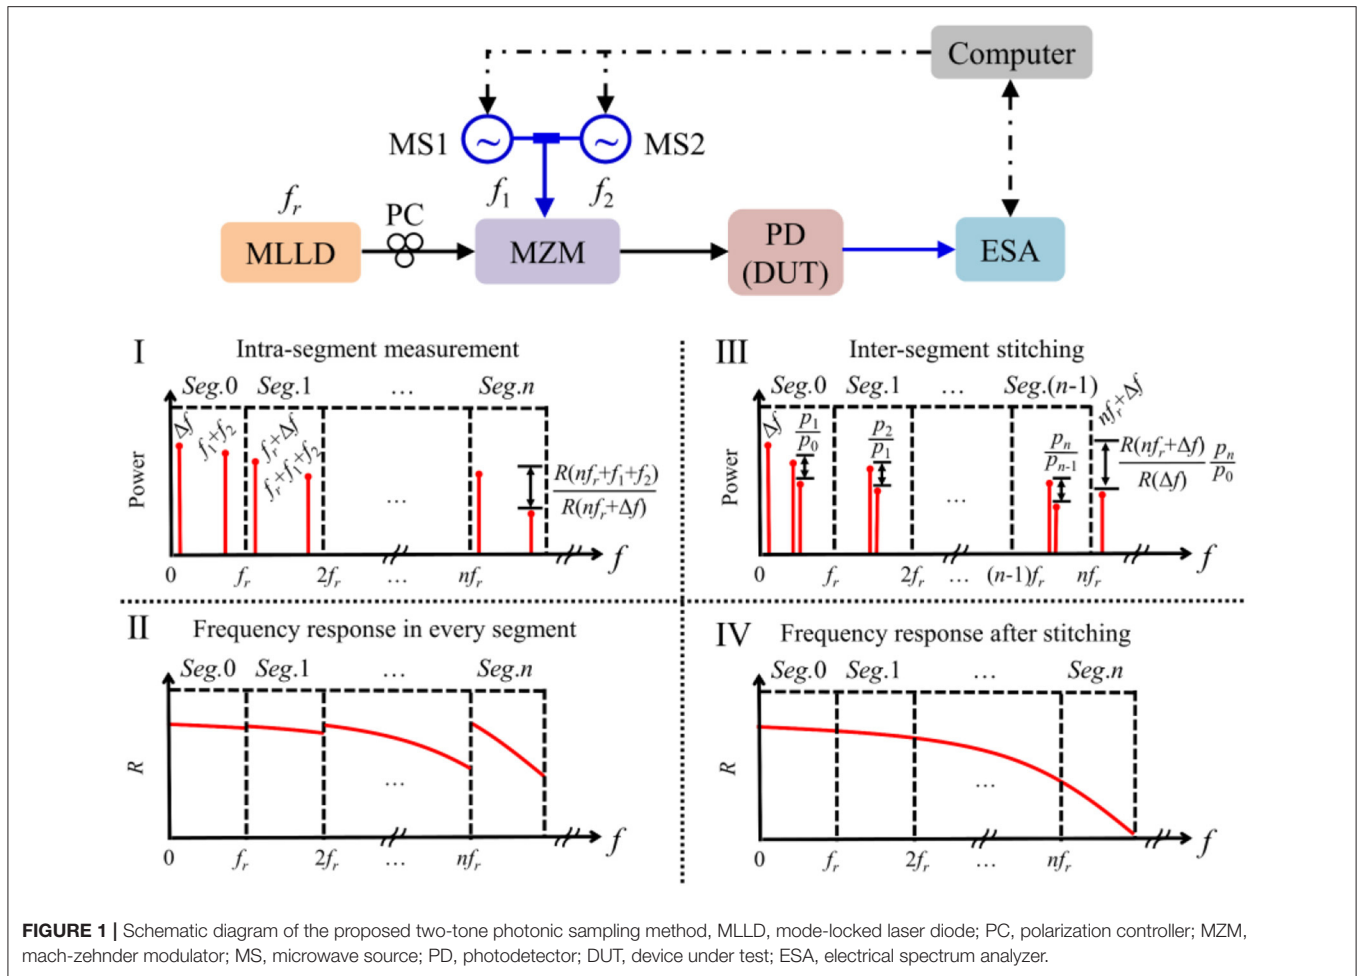 Computer
MS1
MS2
f₁
f₂
fᵣ
PC
MLLD
MZM
PD
(DUT)
ESA
I
Intra-segment measurement
Seg.0 Seg.1 ... Seg.n
Power
Δf
f₁+f₂
fᵣ+Δf
fᵣ+f₁+f₂
...
R(nfᵣ+f₁+f₂)
R(nfᵣ+Δf)
f
0 fᵣ 2fᵣ ... nfᵣ
III
Inter-segment stitching
Seg.0 Seg.1 ... Seg.(n-1)
nfᵣ+Δf
Power
Δf
p₁
p₀
p₂
p₁
...
pₙ
pₙ₋₁
R(nfᵣ+Δf) pₙ
R(Δf) p₀
f
0 fᵣ 2fᵣ ... (n-1)fᵣ nfᵣ
II
Frequency response in every segment
Seg.0 Seg.1 ... Seg.n
R
...
f
0 fᵣ 2fᵣ ... nfᵣ
IV
Frequency response after stitching
Seg.0 Seg.1 ... Seg.n
R
...
f
0 fᵣ 2fᵣ ... nfᵣ
FIGURE 1 | Schematic diagram of the proposed two-tone photonic sampling method, MLLD, mode-locked laser diode; PC, polarization controller; MZM,
mach-zehnder modulator; MS, microwave source; PD, photodetector; DUT, device under test; ESA, electrical spectrum analyzer.